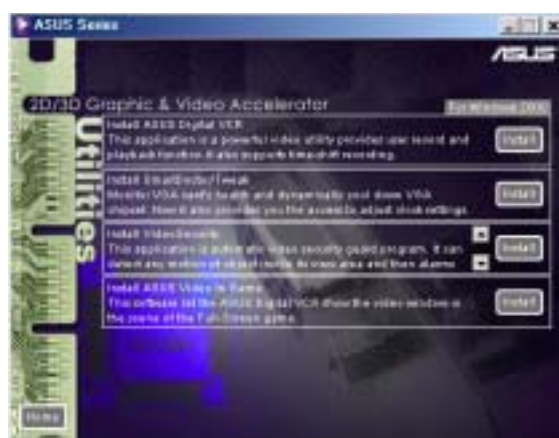 ASUS Series
ASUS
2D/3D Graphic & Video Accelerator
For Windows 2000
Utilities
Install ASUS Digital VCR
This application is a powerful video utility provides user record and
playback function. It also supports timeshift recording.
Install
Install SmartDoctor/Tweak
Monitor VGA card's health and dynamically cool down VGA
chipset. Now it also provides you the access to adjust clock settings.
Install
Install VideoSecurity
This application is automatic video security guard program. It can
detect any motion of object inside its view area and then alarms
Install
Install ASUS Video In Game
This software let the ASUS Digital VCR show the video window in
the scene of the Full-Screen game.
Install
Home